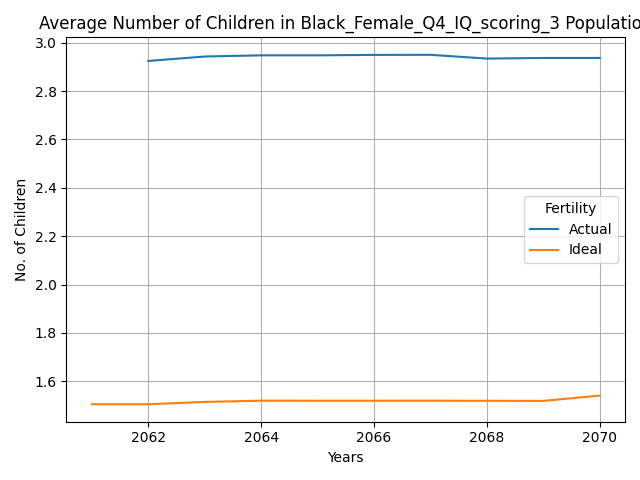 Average Number of Children in Black_Female_Q4_IQ_scoring_3 Populatio
3.0
2.8
2.6
2.4
2.2
2.0
1.8
1.6
No. of Children
Fertility
Actual
Ideal
2062
2064
2066
2068
2070
Years